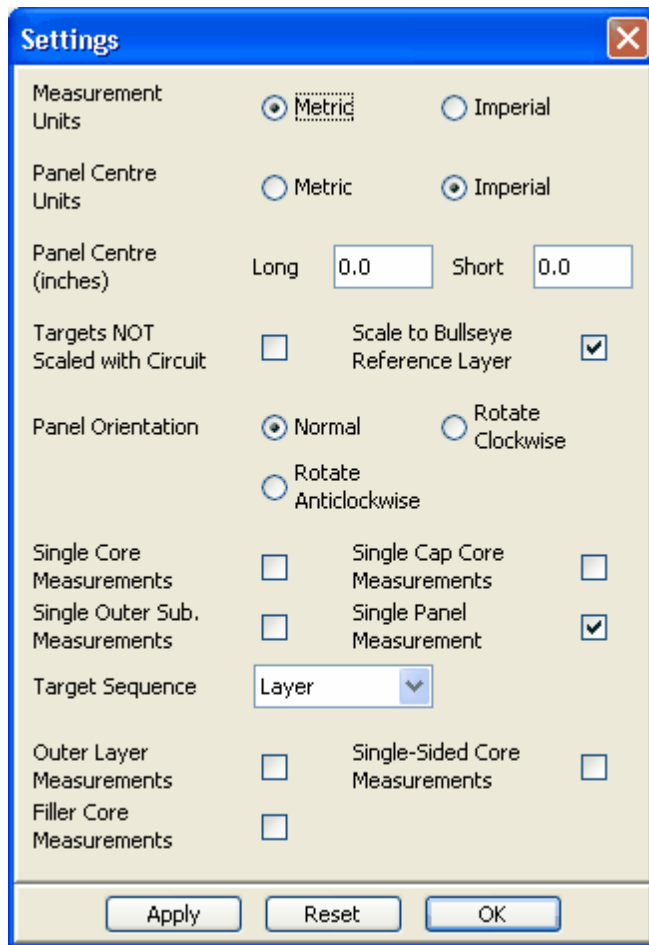 Settings
Measurement
Units
Metric
Imperial
Panel Centre
Units
Metric
Imperial
Panel Centre
(inches)
Long
0.0
Short
0.0
Targets NOT
Scaled with Circuit
Scale to Bullseye
Reference Layer
Panel Orientation
Normal
Rotate
Clockwise
Rotate
Anticlockwise
Single Core
Measurements
Single Cap Core
Measurements
Single Outer Sub.
Measurements
Single Panel
Measurement
Target Sequence
Layer
Outer Layer
Measurements
Single-Sided Core
Measurements
Filler Core
Measurements
Apply
Reset
OK